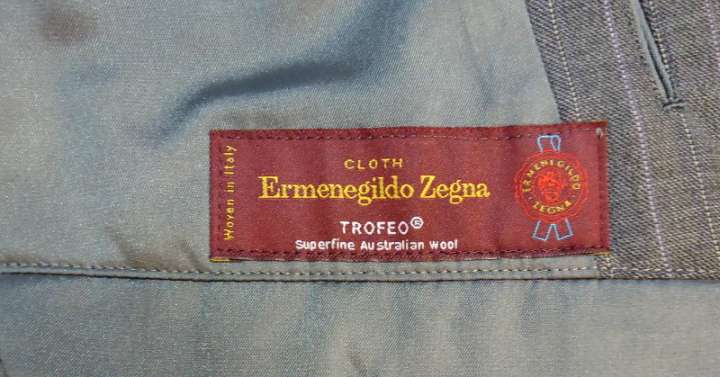 Woven in Italy
CLOTH
Ermenegildo Zegna
TROFEO®
Superfine Australian wool
ERMENEGILDO
ZEGNA